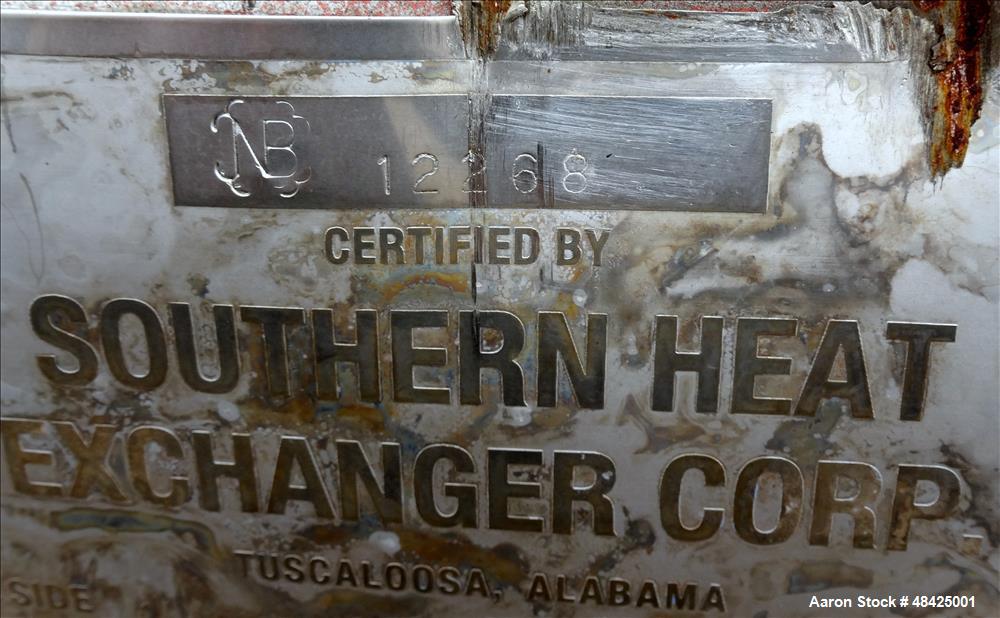 NB 12268
CERTIFIED BY
SOUTHERN HEAT
EXCHANGER CORP.
TUSCALOOSA, ALABAMA
SIDE
Aaron Stock # 48425001